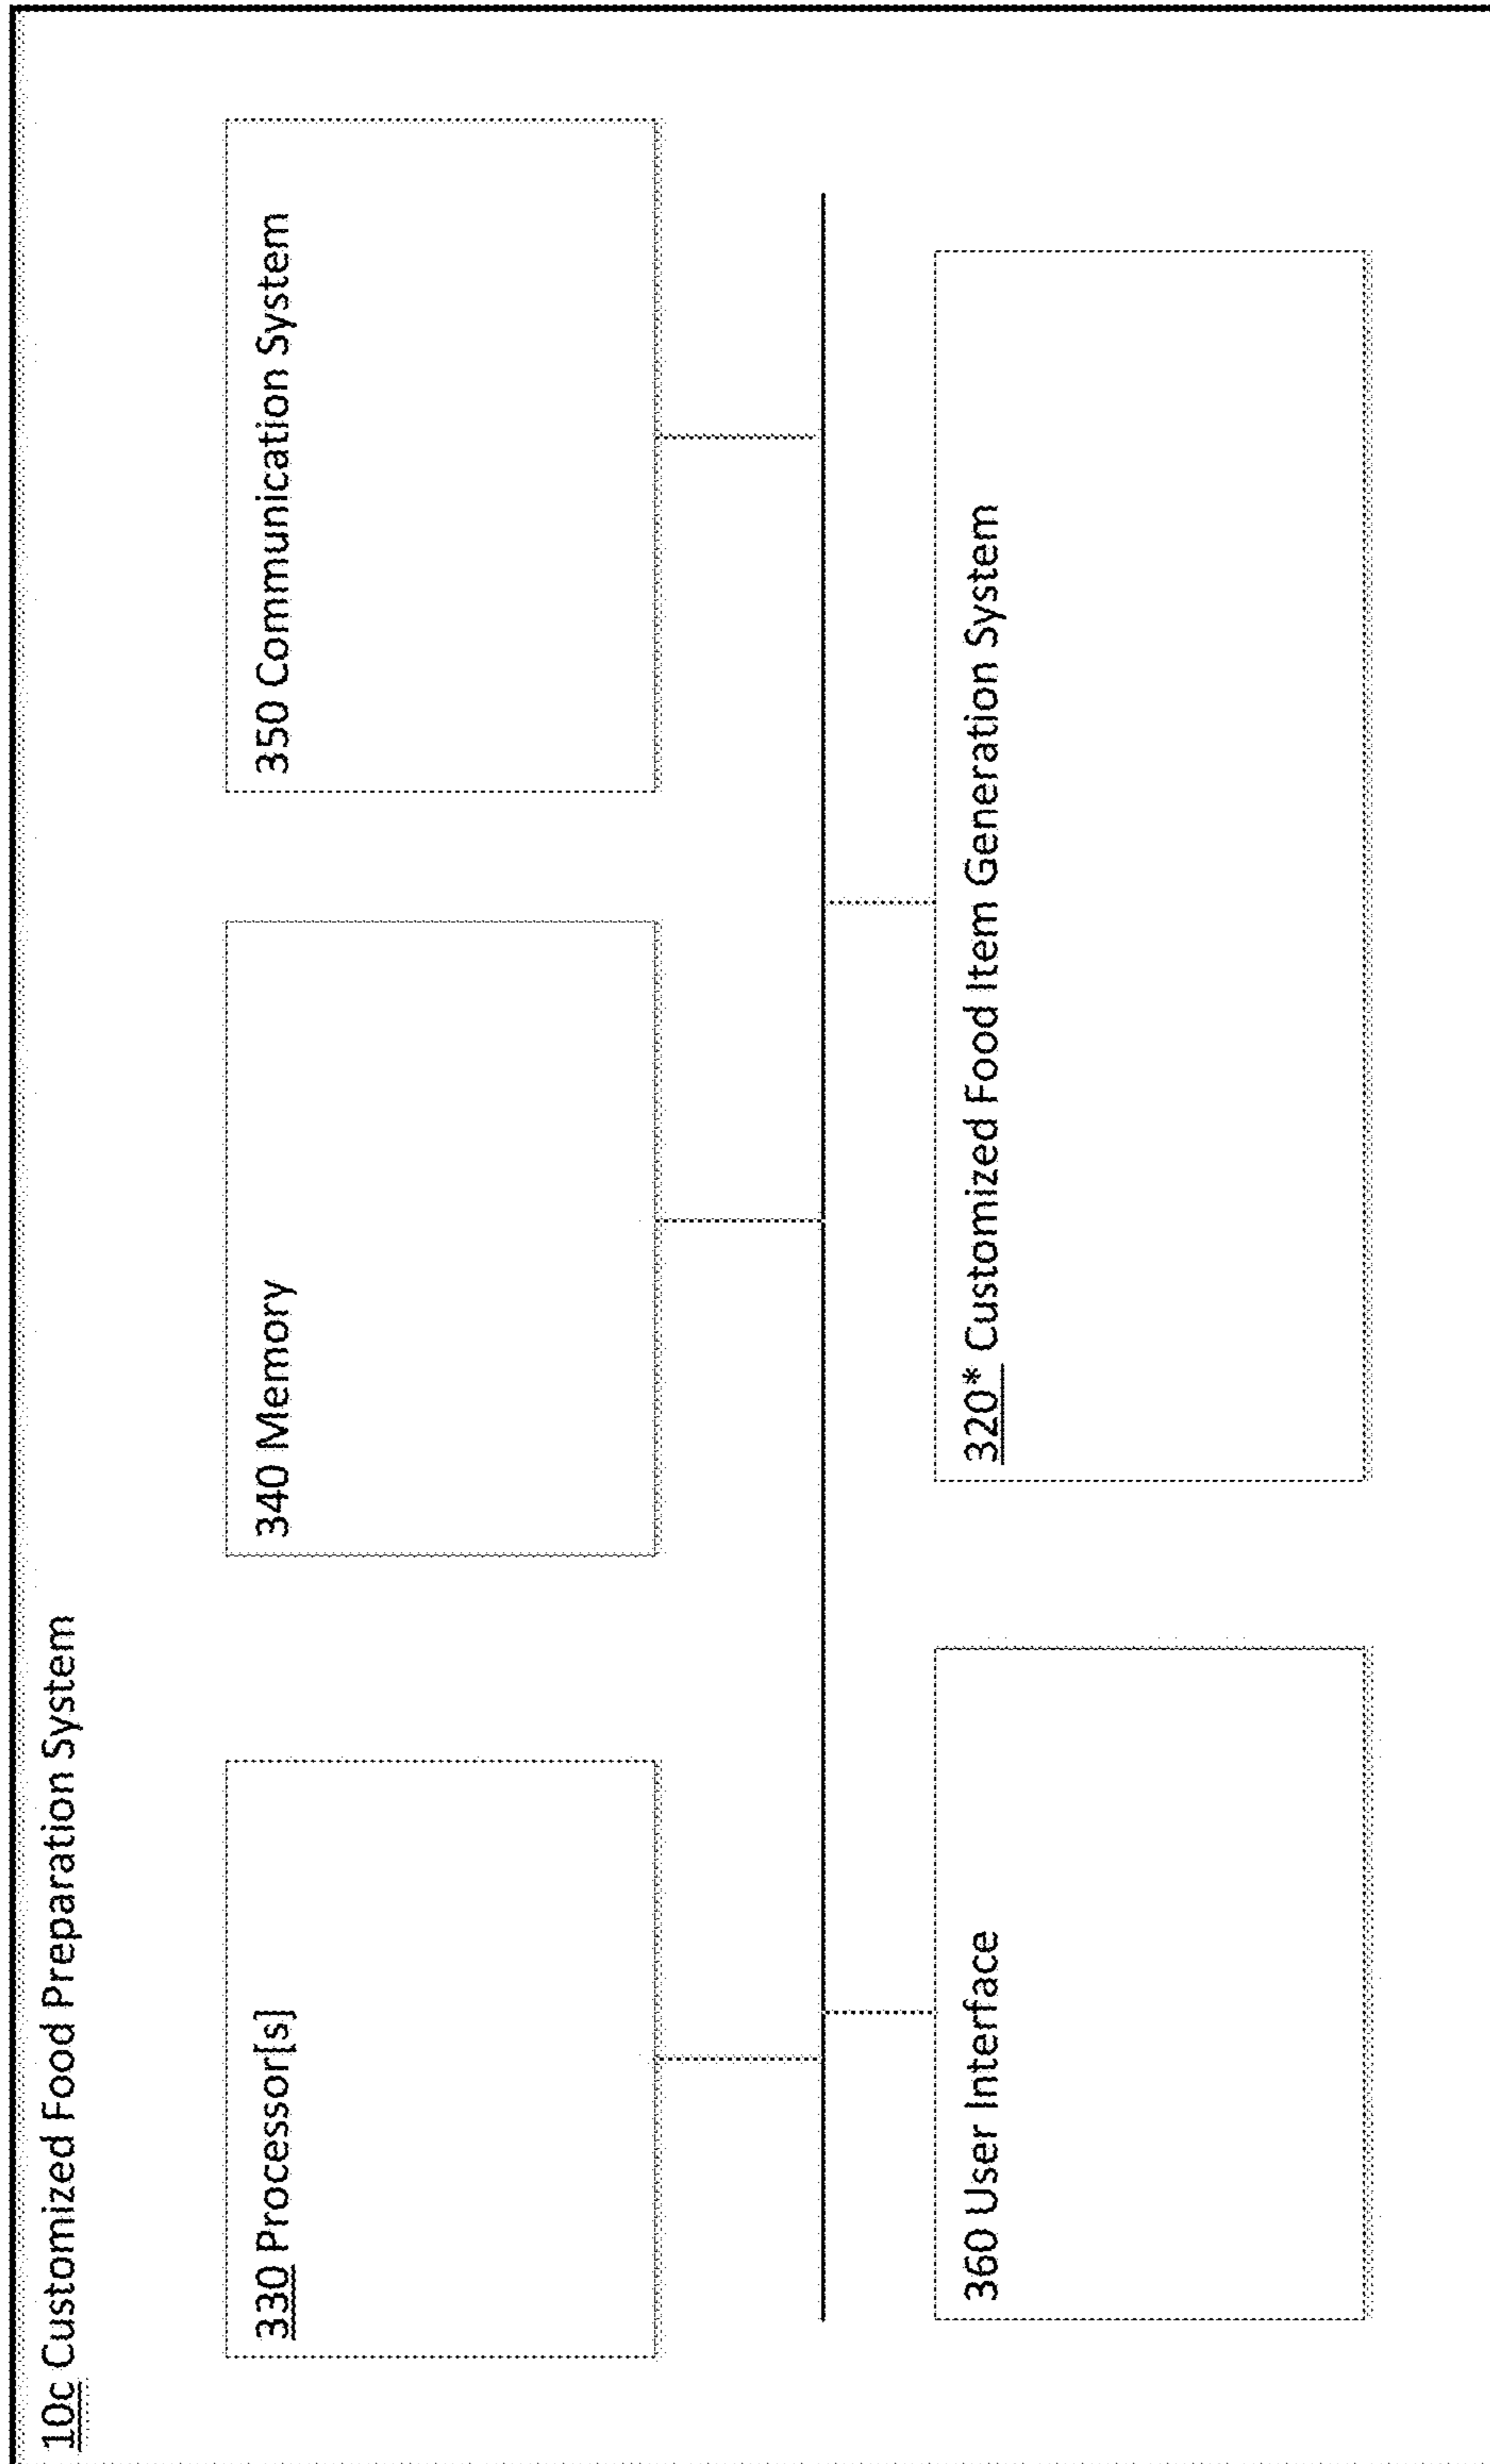 10c Customized Food Preparation System
330 Processor[s]
340 Memory
350 Communication System
360 User Interface
320* Customized Food Item Generation System